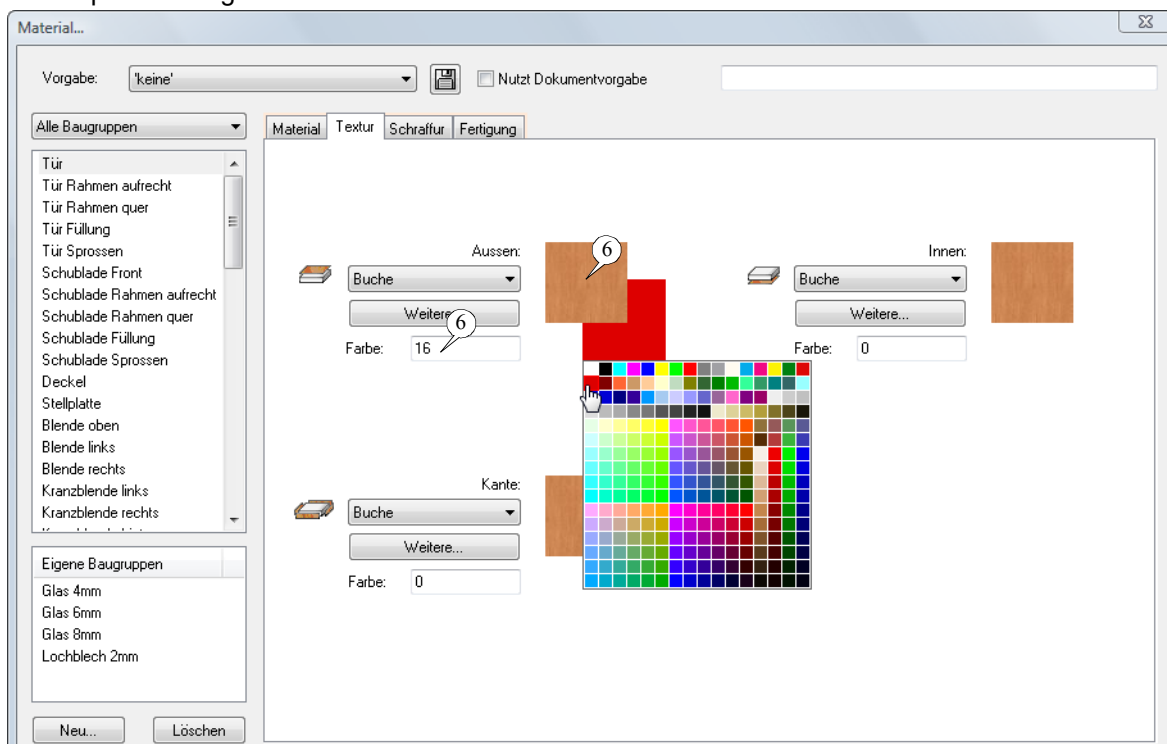 Material...
Vorgabe: 'keine' Nutzt Dokumentvorgabe
Alle Baugruppen
Material Textur Schraffur Fertigung
Tür
Tür Rahmen aufrecht
Tür Rahmen quer
Tür Füllung
Tür Sprossen
Schublade Front
Schublade Rahmen aufrecht
Schublade Rahmen quer
Schublade Füllung
Schublade Sprossen
Deckel
Stellplatte
Blende oben
Blende links
Blende rechts
Kranzblende links
Kranzblende rechts
Aussen:
6
Buche
Weitere...
6
Farbe: 16
Innen:
Buche
Weitere...
Farbe: 0
Kante:
Buche
Weitere...
Farbe: 0
Eigene Baugruppen
Glas 4mm
Glas 6mm
Glas 8mm
Lochblech 2mm
Neu... Löschen